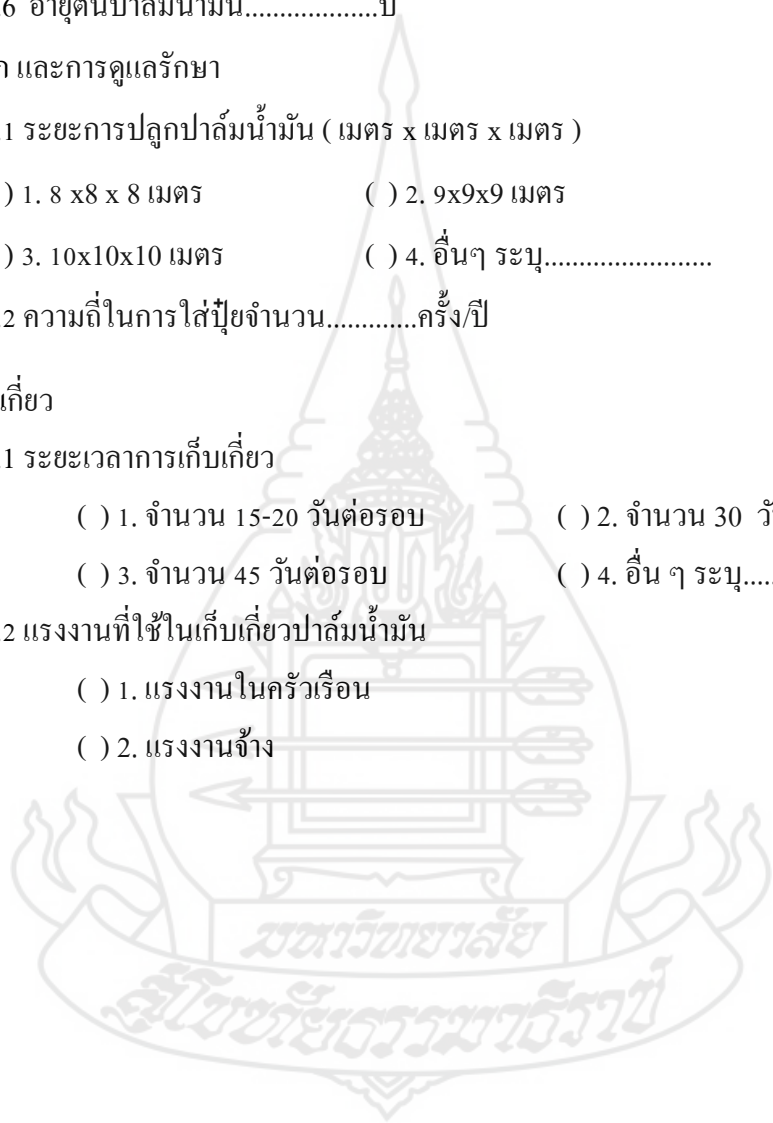 .6 อายุต้นปาล์มน้ำมัน...................ปี
และการดูแลรักษา
.1 ระยะการปลูกปาล์มน้ำมัน ( เมตร x เมตร x เมตร )
) 1. 8 x8 x 8 เมตร ( ) 2. 9x9x9 เมตร
) 3. 10x10x10 เมตร ( ) 4. อื่นๆ ระบุ........................
.2 ความถี่ในการใส่ปุ๋ยจำนวน.............ครั้ง/ปี
เกี่ยว
.1 ระยะเวลาการเก็บเกี่ยว
( ) 1. จำนวน 15-20 วันต่อรอบ ( ) 2. จำนวน 30
( ) 3. จำนวน 45 วันต่อรอบ ( ) 4. อื่น ๆ ระบุ.....
.2 แรงงานที่ใช้ในเก็บเกี่ยวปาล์มน้ำมัน
( ) 1. แรงงานในครัวเรือน
( ) 2. แรงงานจ้าง
มหาวิทยาลัย
สุโขทัยธรรมาธิราช